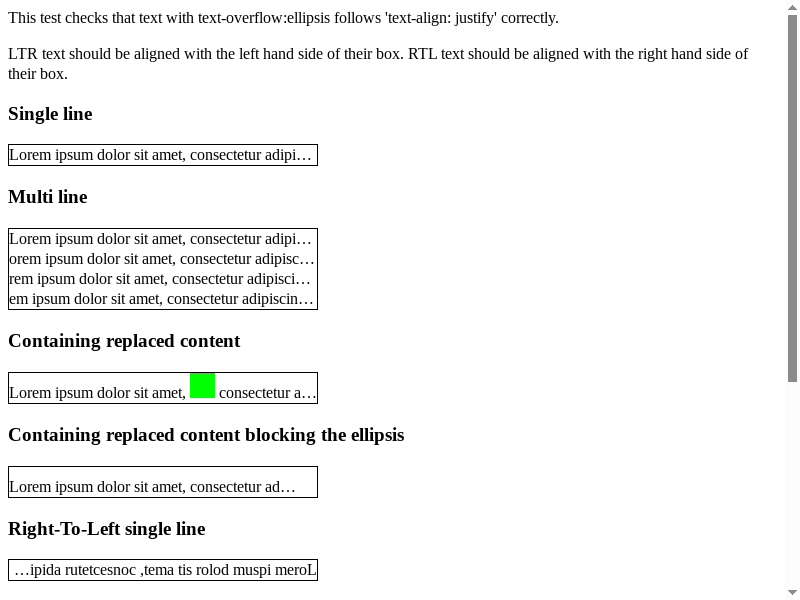 This test checks that text with text-overflow:ellipsis follows 'text-align: justify' correctly.
LTR text should be aligned with the left hand side of their box. RTL text should be aligned with the right hand side of
their box.
Single line
Lorem ipsum dolor sit amet, consectetur adipi…
Multi line
Lorem ipsum dolor sit amet, consectetur adipi…
orem ipsum dolor sit amet, consectetur adipisc…
rem ipsum dolor sit amet, consectetur adipisci…
em ipsum dolor sit amet, consectetur adipiscin…
Containing replaced content
Lorem ipsum dolor sit amet, consectetur a…
Containing replaced content blocking the ellipsis
Lorem ipsum dolor sit amet, consectetur ad…
Right-To-Left single line
…ipida rutetcesnoc ,tema tis rolod muspi meroL